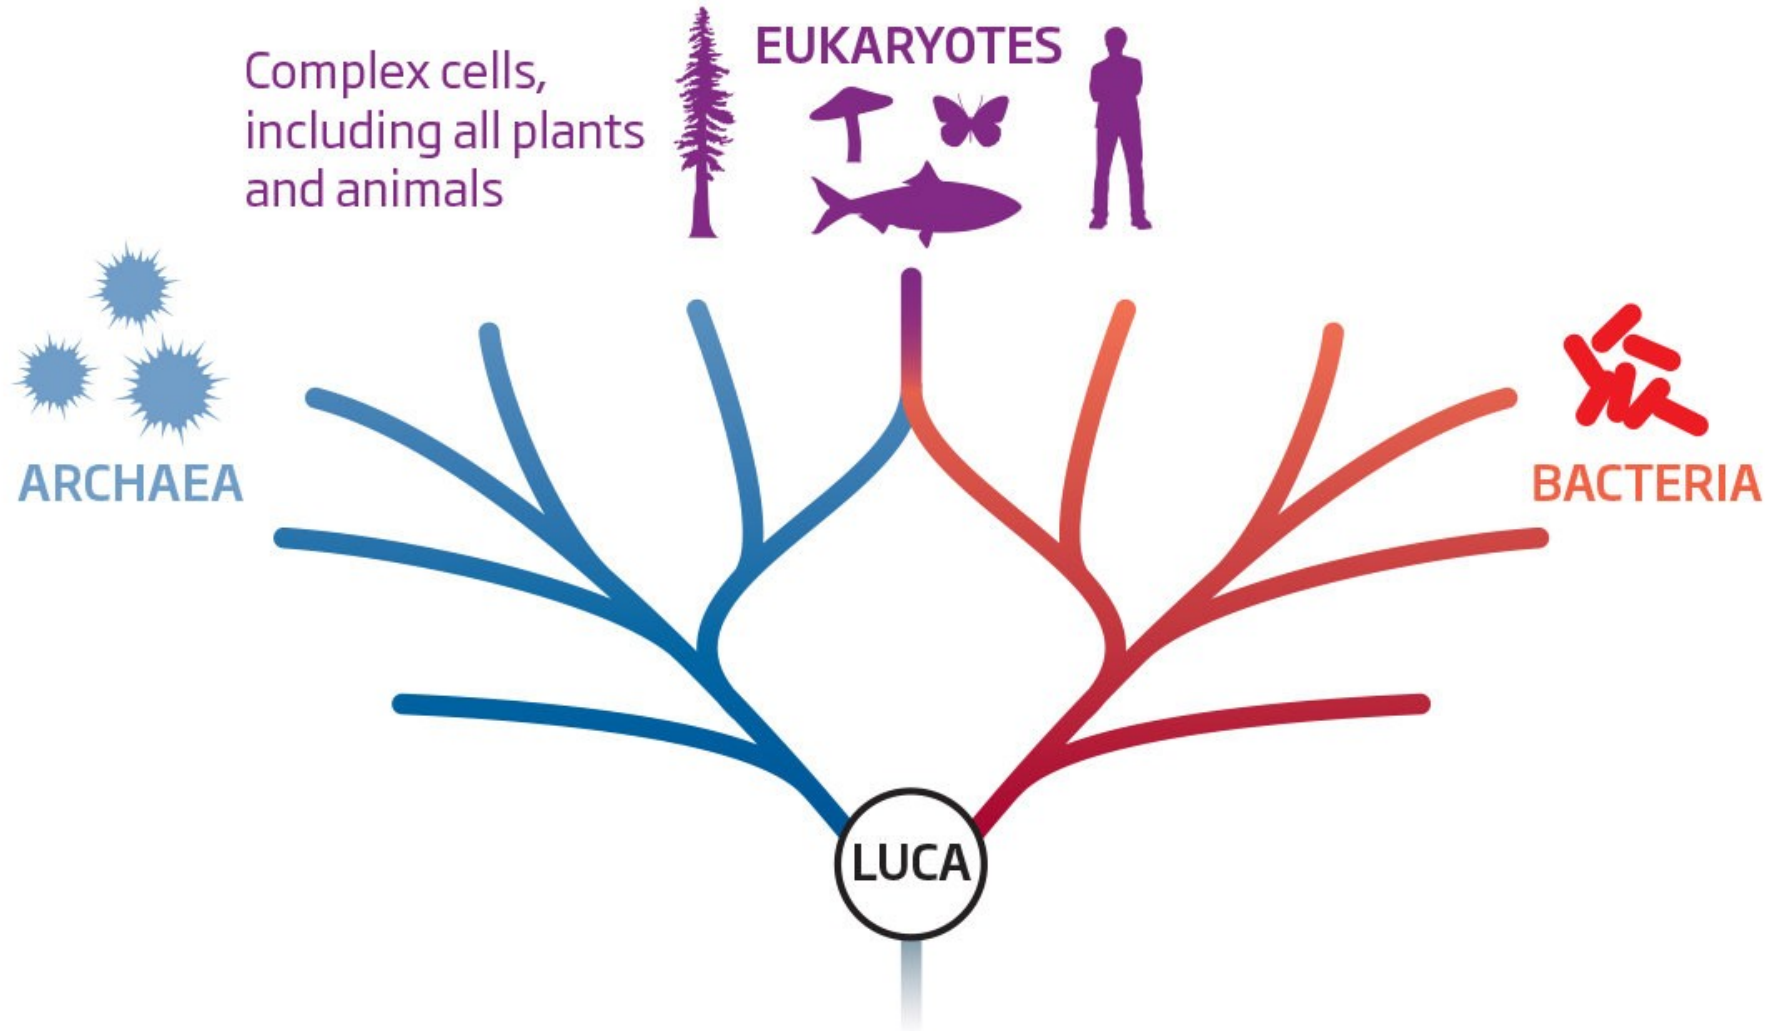 Complex cells,
including all plants
and animals
EUKARYOTES
ARCHAEA
BACTERIA
LUCA